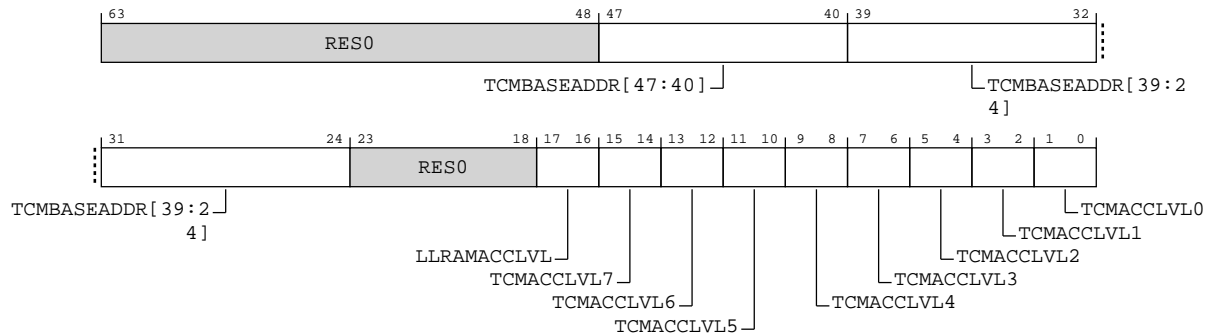 63 48 47 40 39 32
RES0
TCMBASEADDR[47:40]
TCMBASEADDR[39:2
4]
31 24 23 18 17 16 15 14 13 12 11 10 9 8 7 6 5 4 3 2 1 0
RES0
TCMBASEADDR[39:2
4]
TCMACCLVL0
TCMACCLVL1
LLRAMACCLVL
TCMACCLVL2
TCMACCLVL7
TCMACCLVL3
TCMACCLVL6
TCMACCLVL4
TCMACCLVL5